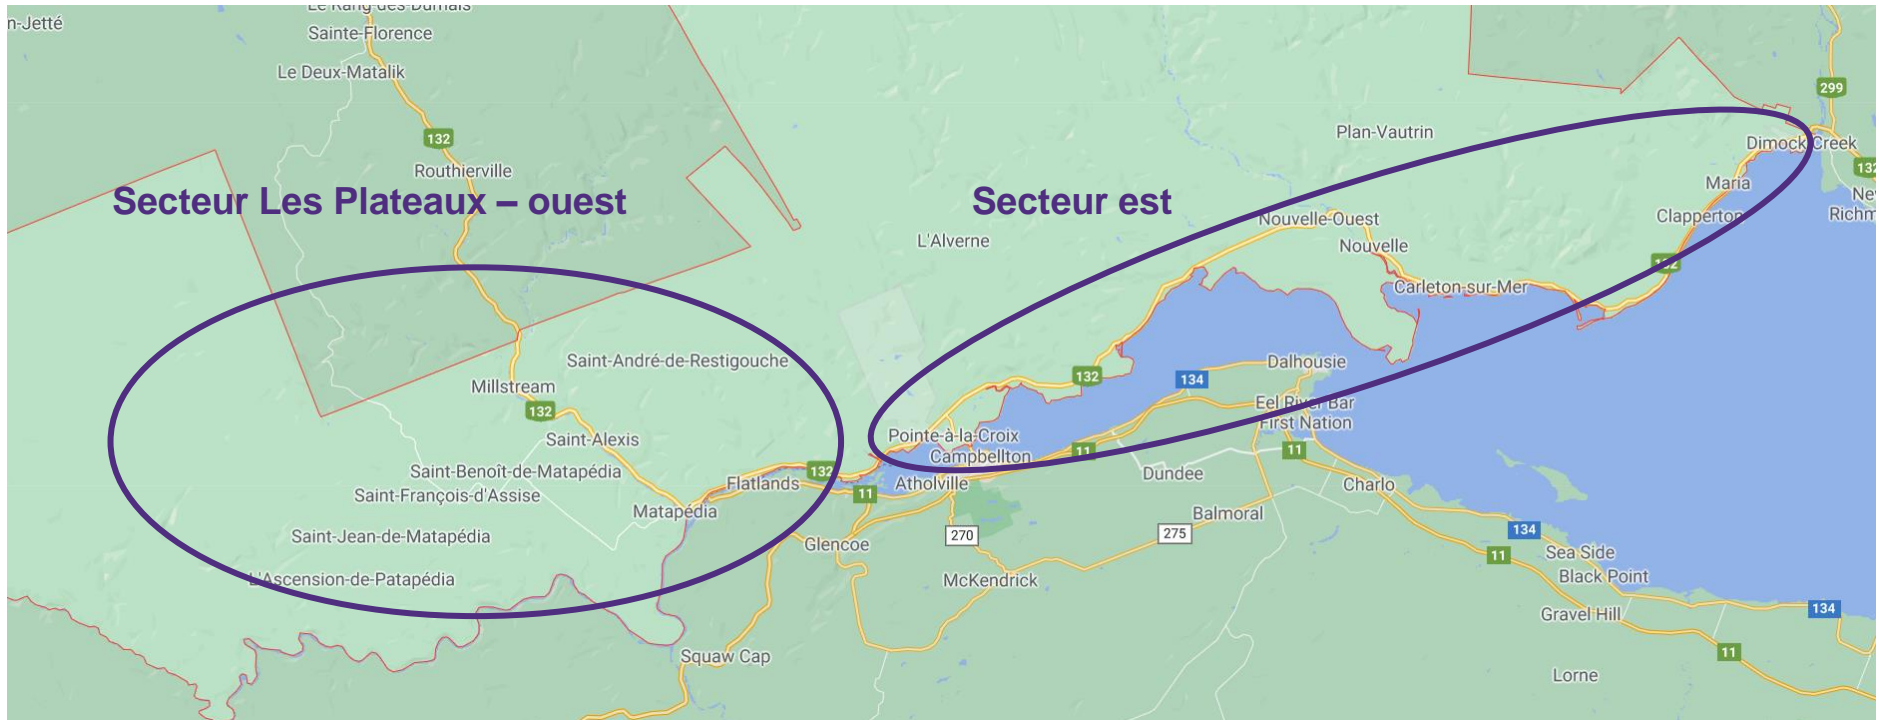 Le Rang-des-Dumais
n-Jetté
Sainte-Florence
Le Deux-Matalik
299
132
Plan-Vautrin
Dimock Creek
Routhierville
132
Maria
Secteur Les Plateaux – ouest
Secteur est
Ne
Richm
Nouvelle-Ouest
Clapperton
L'Alverne
Nouvelle
132
Carleton-sur-Mer
Saint-André-de-Restigouche
Dalhousie
Millstream
132
134
132
Eel River Bar
First Nation
Saint-Alexis
Pointe-à-la-Croix
Campbellton
11
11
Saint-Benoît-de-Matapédia
132
Dundee
Flatlands
Atholville
Charlo
Saint-François-d'Assise
11
Matapédia
Balmoral
Saint-Jean-de-Matapédia
270
275
134
Glencoe
11
Sea Side
L'Ascension-de-Patapédia
McKendrick
Black Point
134
Gravel Hill
Squaw Cap
11
Lorne